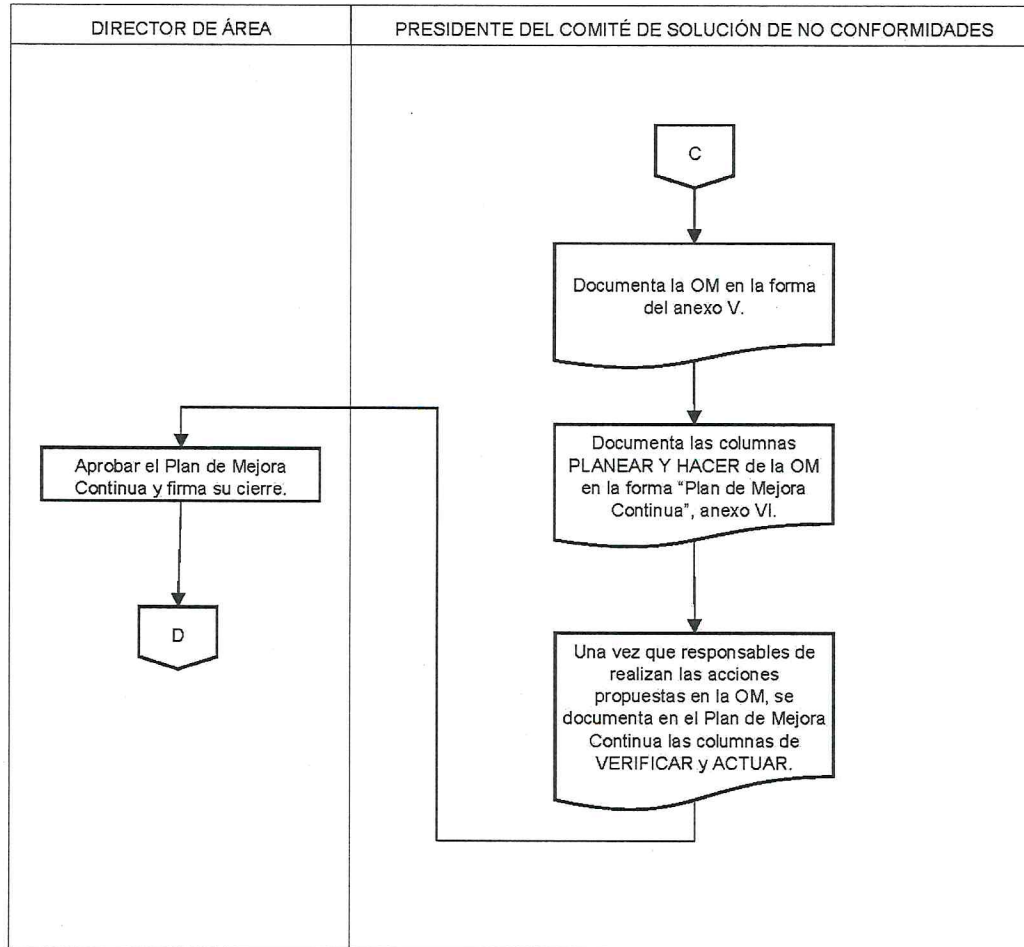 DIRECTOR DE ÁREA
PRESIDENTE DEL COMITÉ DE SOLUCIÓN DE NO CONFORMIDADES
C
Documenta la OM en la forma
del anexo V.
Documenta las columnas
PLANEAR Y HACER de la OM
en la forma “Plan de Mejora
Continua”, anexo VI.
Una vez que responsables de
realizan las acciones
propuestas en la OM, se
documenta en el Plan de Mejora
Continua las columnas de
VERIFICAR y ACTUAR.
Aprobar el Plan de Mejora
Continua y firma su cierre.
D